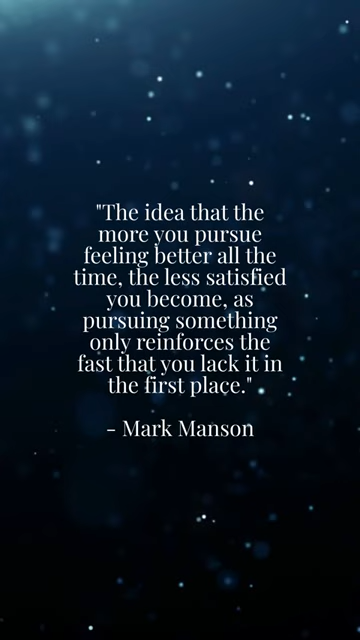 "The idea that the
more you pursue
feeling better all the
time, the less satisfied
you become, as
pursuing something
only reinforces the
fast that you lack it in
the first place."
- Mark Manson